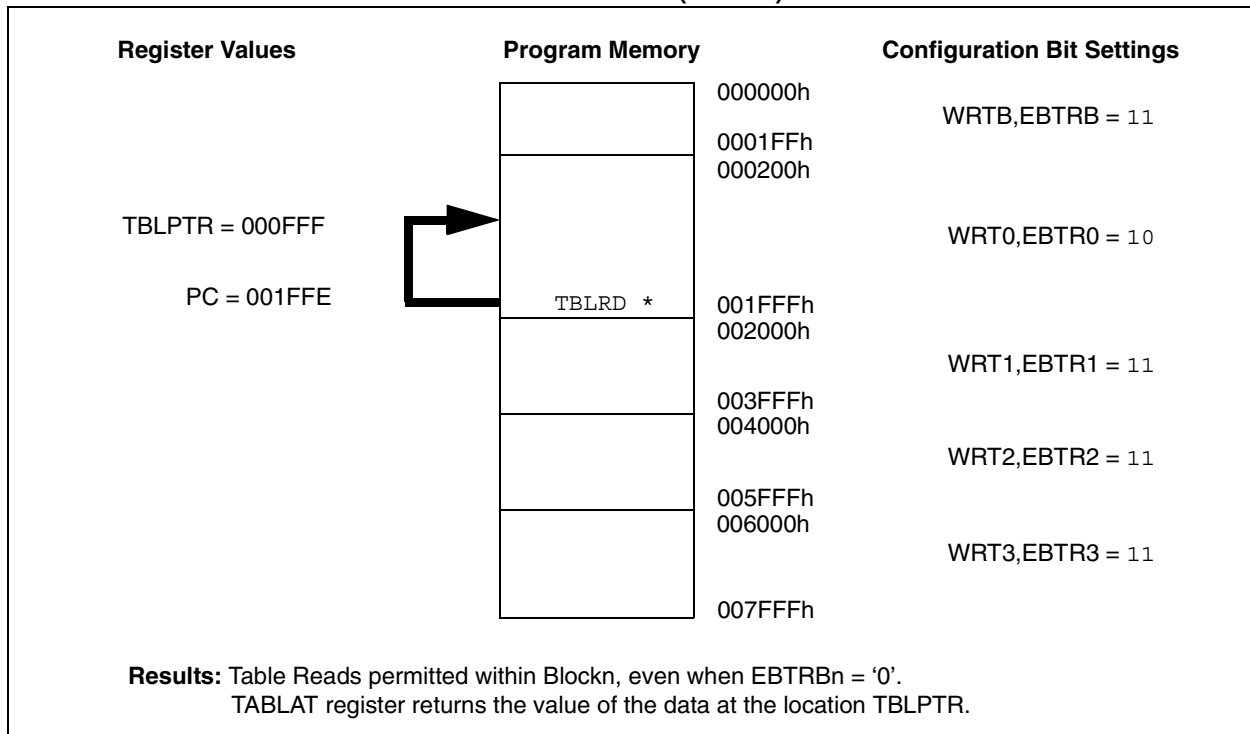 Register Values Program Memory Configuration Bit Settings
000000h
WRTB,EBTRB = 11
0001FFh
000200h
TBLPTR = 000FFF
WRT0,EBTR0 = 10
PC = 001FFE
TBLRD *
001FFFh
002000h
WRT1,EBTR1 = 11
003FFFh
004000h
WRT2,EBTR2 = 11
005FFFh
006000h
WRT3,EBTR3 = 11
007FFFh
Results: Table Reads permitted within Blockn, even when EBTRBn = ‘0’.
TABLAT register returns the value of the data at the location TBLPTR.